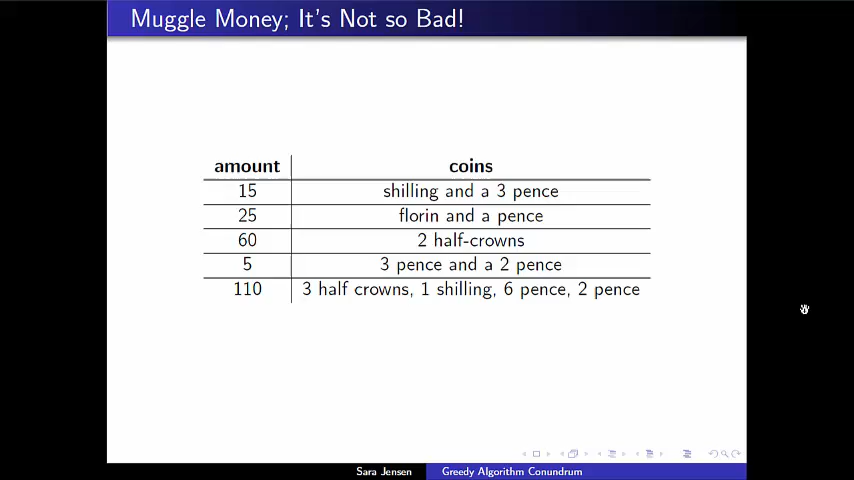 Muggle Money; It's Not so Bad!
amount coins
15 shilling and a 3 pence
25 florin and a pence
60 2 half-crowns
5 3 pence and a 2 pence
110 3 half crowns, 1 shilling, 6 pence, 2 pence
Sara Jensen Greedy Algorithm Conundrum